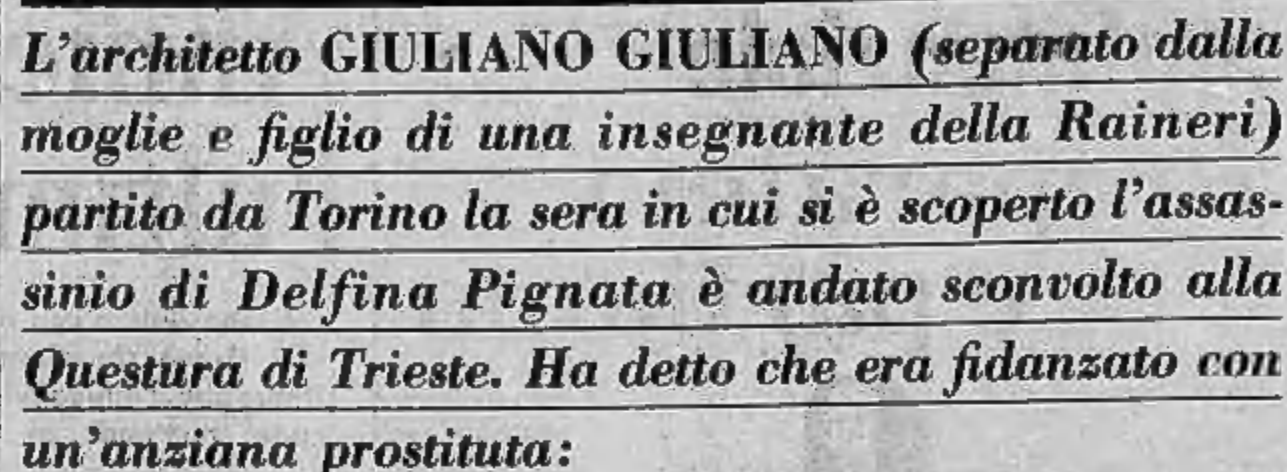 L'architetto GIULIANO GIULIANO (separato dalla
moglie e figlio di una insegnante della Raineri)
partito da Torino la sera in cui si è scoperto l'assas-
sinio di Delfina Pignata è andato sconvolto alla
Questura di Trieste. Ha detto che era fidanzato con
un'anziana prostituta: